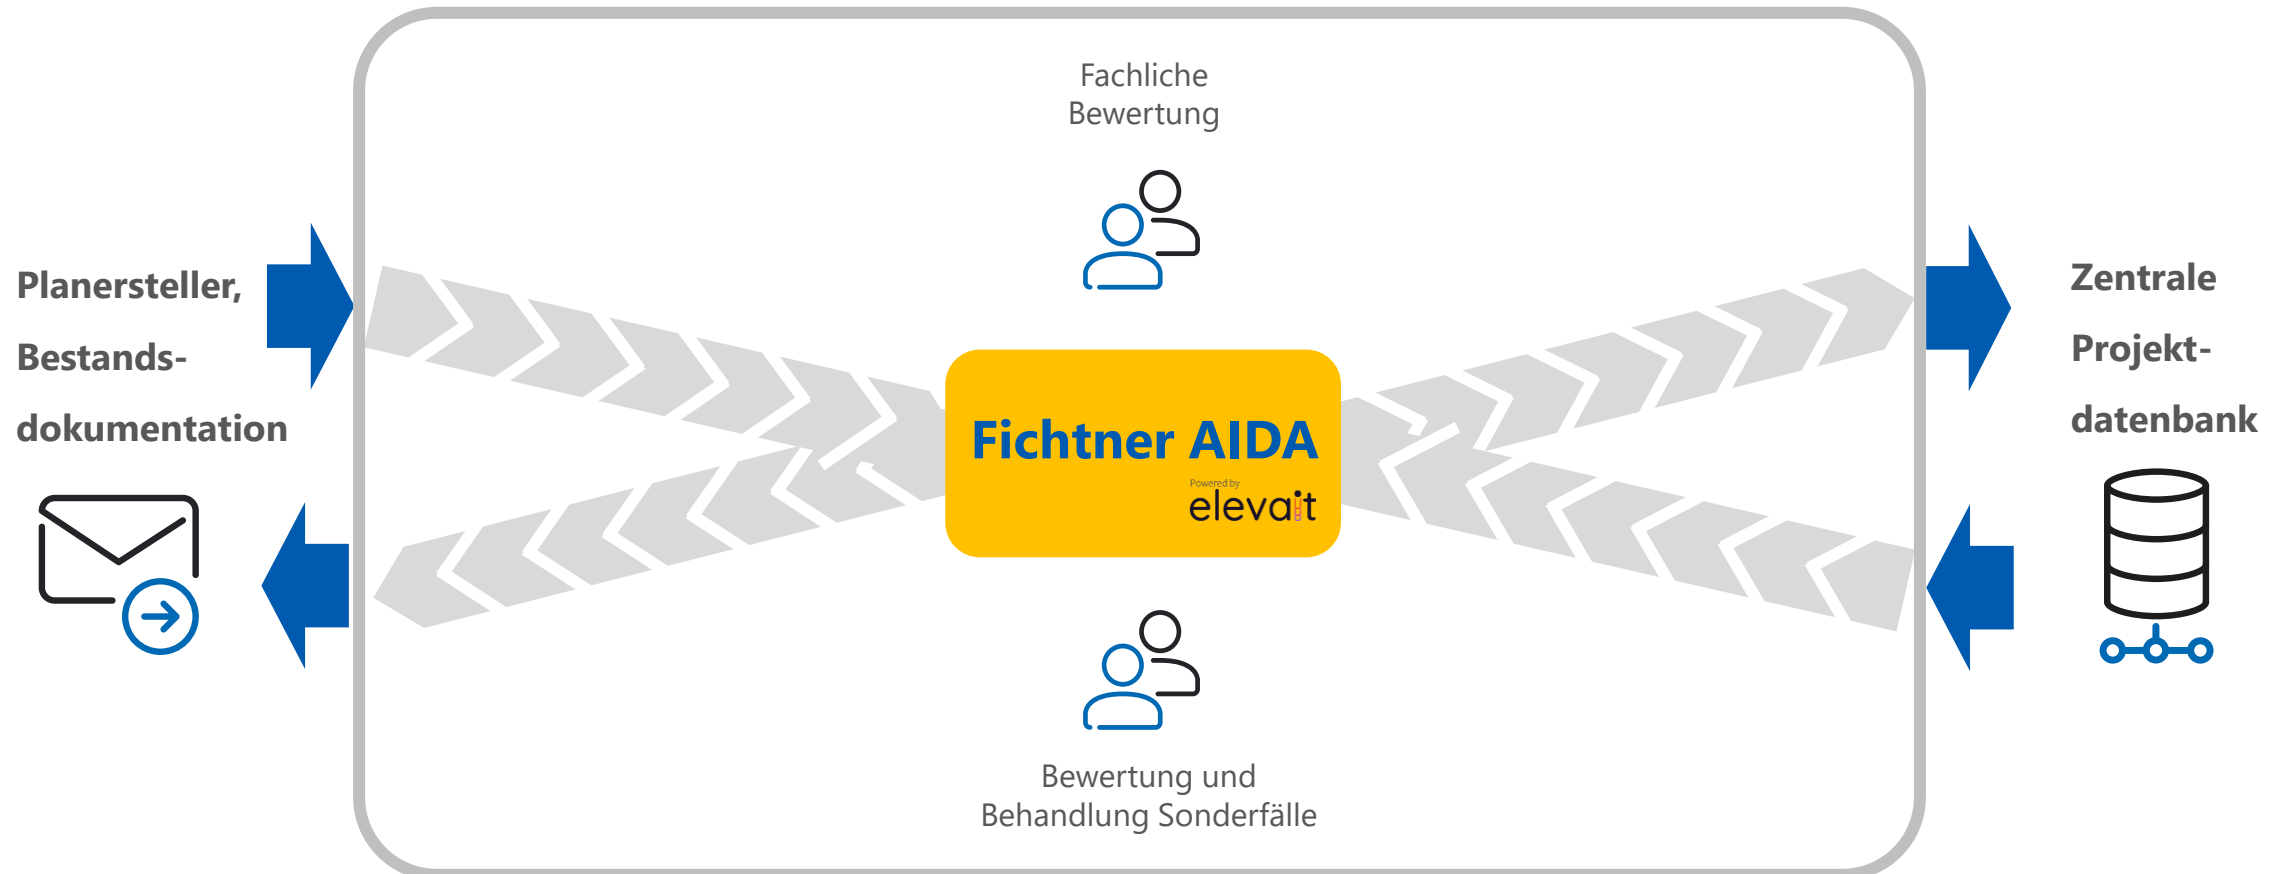 Fachliche
Bewertung
Planersteller,
Bestands-
dokumentation
Fichtner AIDA
Powered by
elevait
Zentrale
Projekt-
datenbank
Bewertung und
Behandlung Sonderfälle